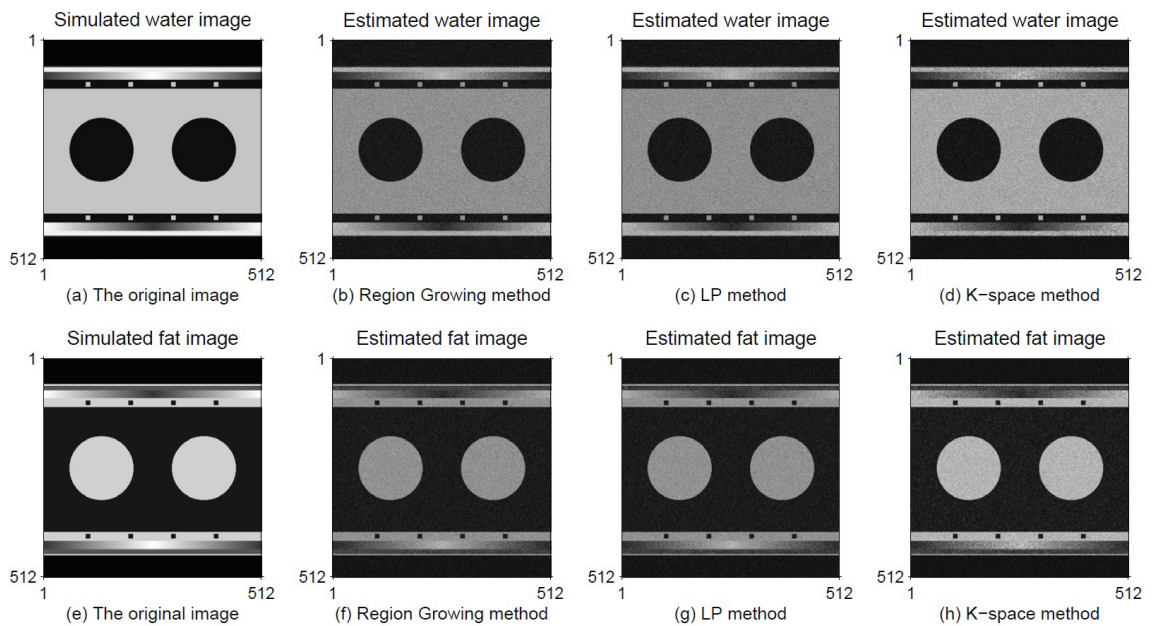 Simulated water image
Estimated water image
Estimated water image
Estimated water image
1
1
1
1
512
512
512
512
1 512
1 512
1 512
1 512
(a) The original image
(b) Region Growing method
(c) LP method
(d) K−space method
Simulated fat image
Estimated fat image
Estimated fat image
Estimated fat image
1
1
1
1
512
512
512
512
1 512
1 512
1 512
1 512
(e) The original image
(f) Region Growing method
(g) LP method
(h) K−space method